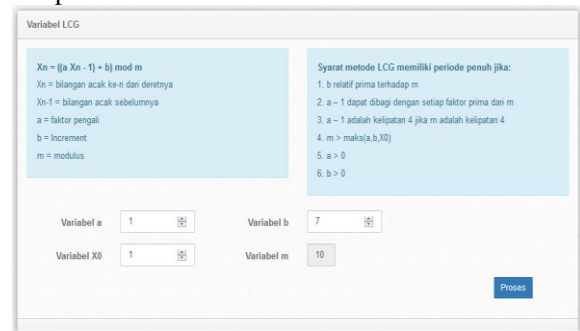 Variabel LCG
Xn = ((a Xn - 1) + b) mod m
Xn = bilangan acak ke-n dari deretnya
Xn-1 = bilangan acak sebelumnya
a = faktor pengali
b = Increment
m = modulus
Syarat metode LCG memiliki periode penuh jika:
1. b relatif prima terhadap m
2. a – 1 dapat dibagi dengan setiap faktor prima dari m
3. a – 1 adalah kelipatan 4 jika m adalah kelipatan 4
4. m > maks(a,b,X0)
5. a > 0
6. b > 0
Variabel a 1 Variabel b 7
Variabel X0 1 Variabel m 10
Proses